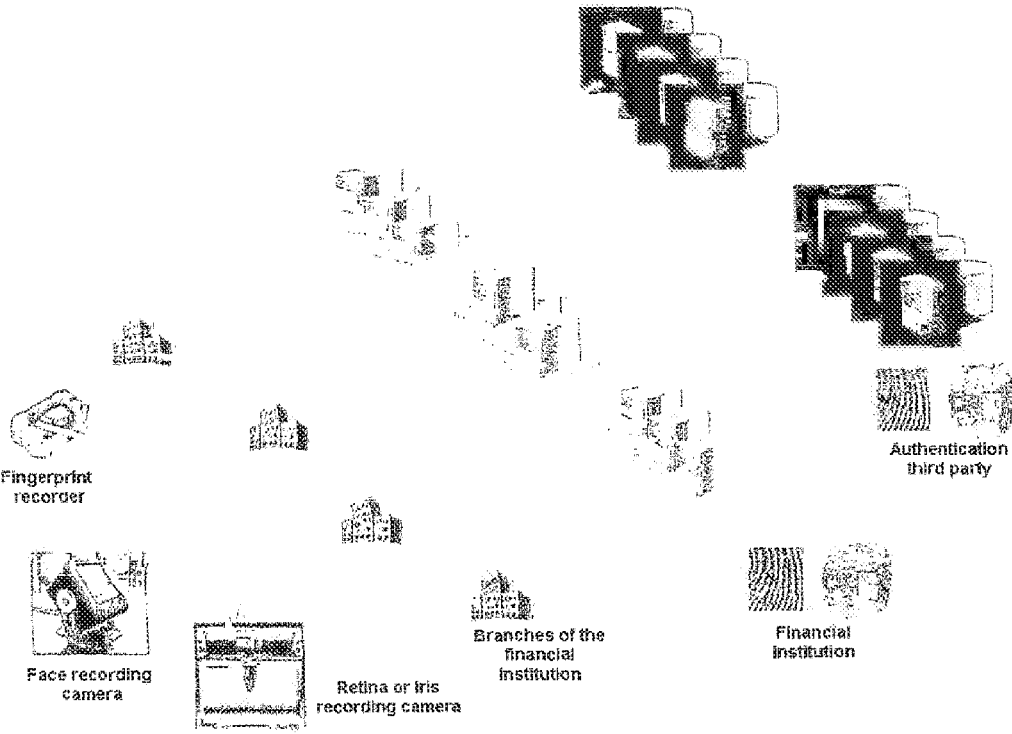 Fingerprint
recorder
Face recording
camera
Retina or Iris
recording camera
Branches of the
financial
institution
Financial
Institution
Authentication
third party